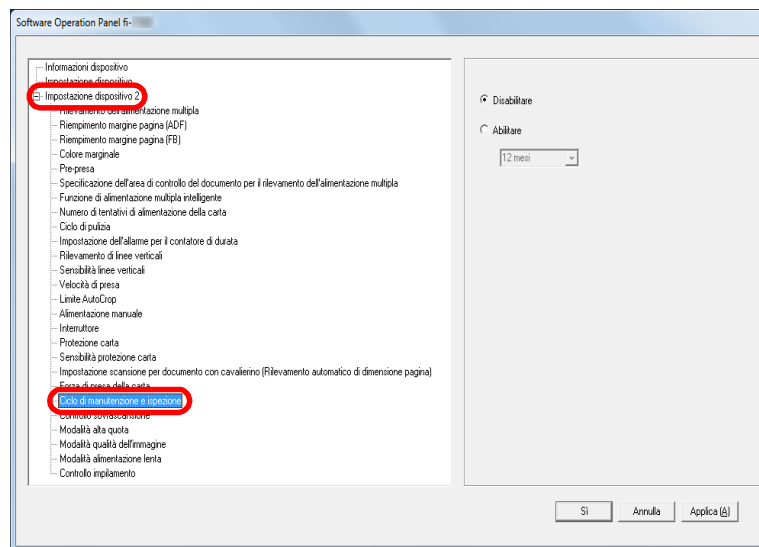 Software Operation Panel fi-
Informazioni dispositivo
Impostazione dispositivo
Impostazione dispositivo 2
Rilevamento dell'alimentazione multipla
Riempimento margine pagina (ADF)
Riempimento margine pagina (FB)
Colore marginale
Pre-presa
Specificazione dell'area di controllo del documento per il rilevamento dell'alimentazione multipla
Funzione di alimentazione multipla intelligente
Numero di tentativi di alimentazione della carta
Ciclo di pulizia
Impostazione dell'allarme per il contatore di durata
Rilevamento di linee verticali
Sensibilità linee verticali
Velocità di presa
Limite AutoCrop
Alimentazione manuale
Interruttore
Protezione carta
Sensibilità protezione carta
Impostazione scansione per documento con cavalierino (Rilevamento automatico di dimensione pagina)
Forza di presa della carta
Ciclo di manutenzione e ispezione
Controllo sovrascansione
Modalità alta quota
Modalità qualità dell'immagine
Modalità alimentazione lenta
Controllo impilamento
Disabilitare
Abilitare
12 mesi
Sì
Annulla
Applica (A)